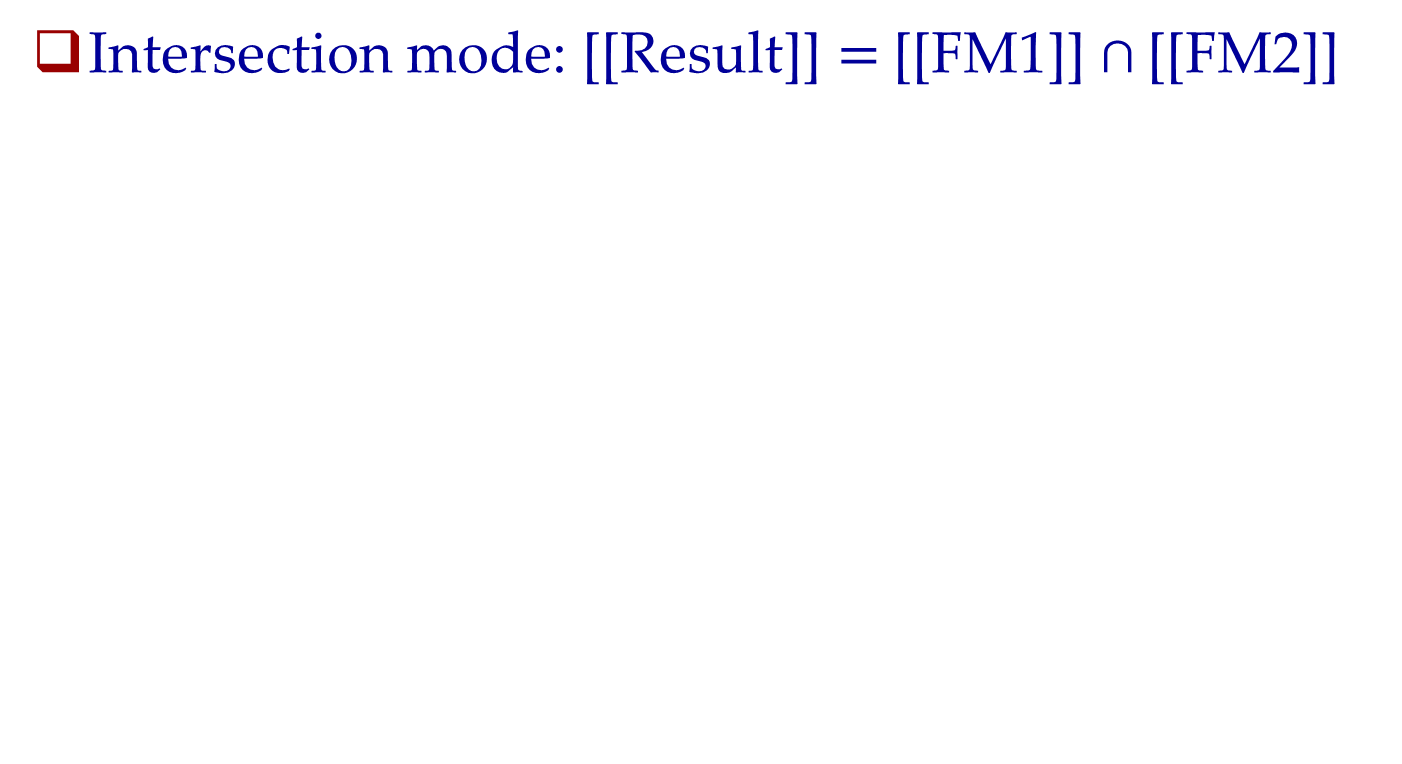 ❑Intersection mode: [[Result]] = [[FM1]] ∩ [[FM2]]